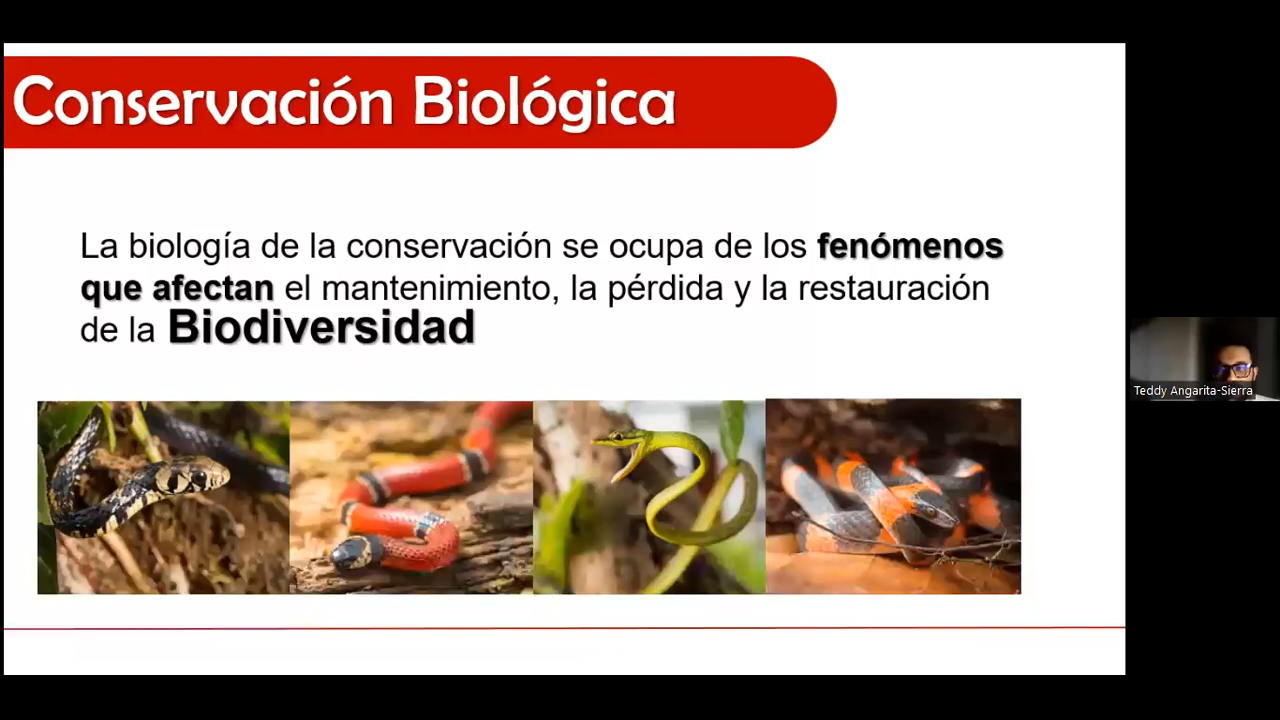 Conservación Biológica
La biología de la conservación se ocupa de los fenómenos
que afectan el mantenimiento, la pérdida y la restauración
de la Biodiversidad
Teddy Angarita-Sierra